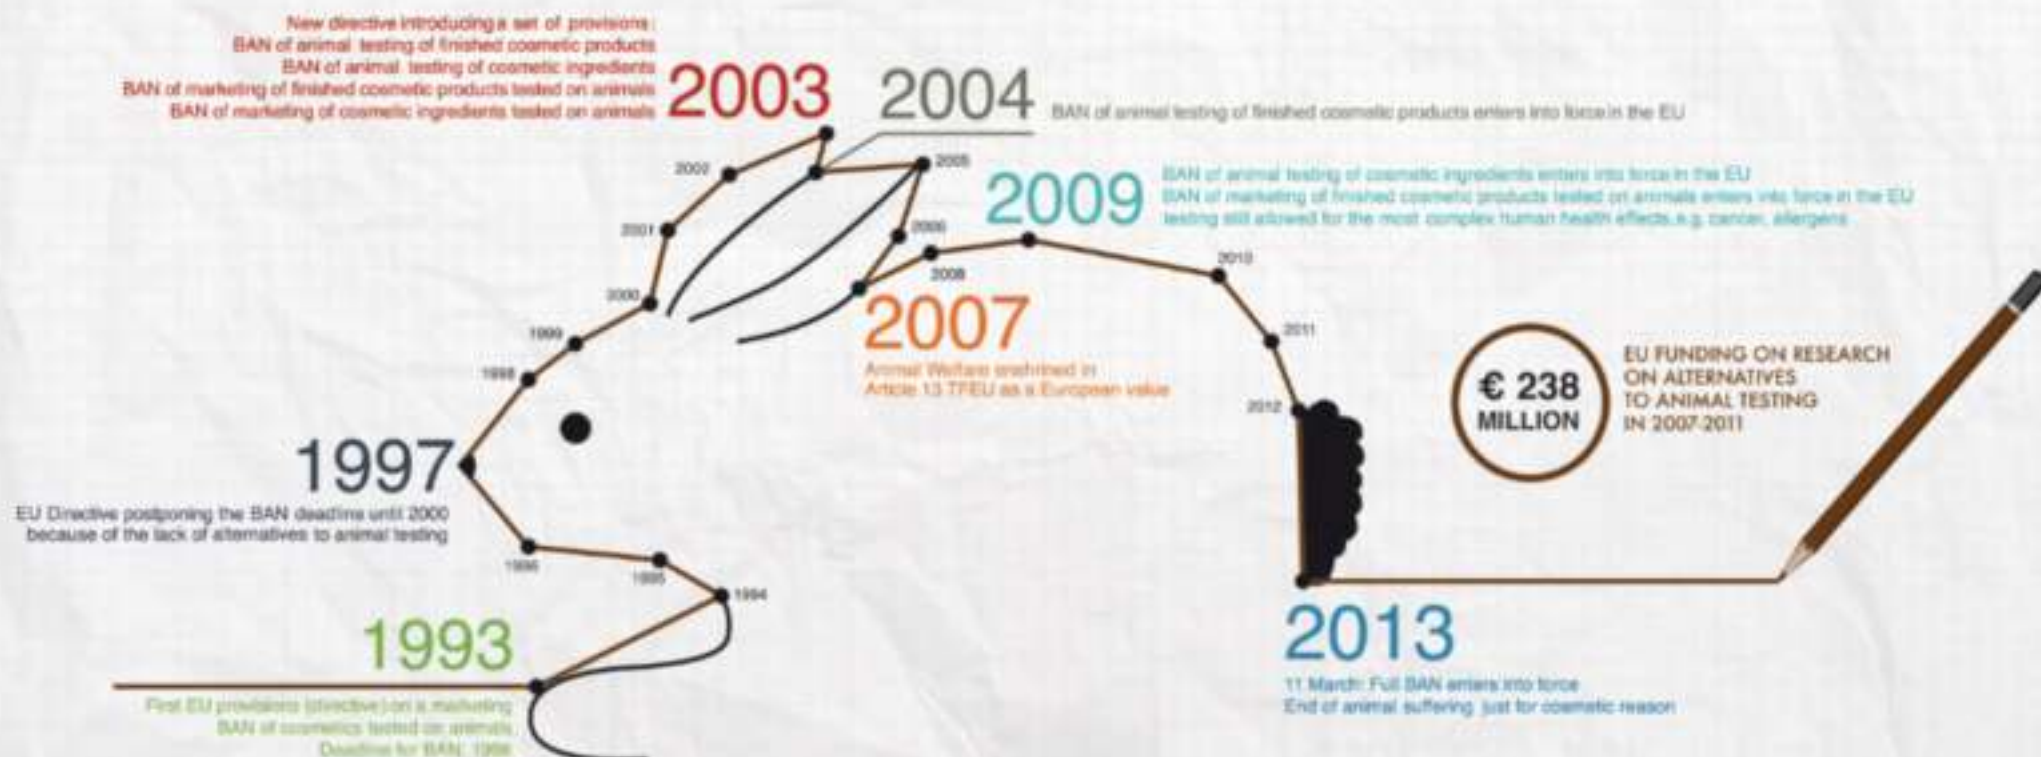 New directive introducing a set of provisions:
BAN of animal testing of finished cosmetic products
BAN of animal testing of cosmetic ingredients
BAN of marketing of finished cosmetic products tested on animals
BAN of marketing of cosmetic ingredients tested on animals
2003
2004
BAN of animal testing of finished cosmetic products enters into force in the EU
2002
2005
2009
BAN of animal testing of cosmetic ingredients enters into force in the EU
BAN of marketing of finished cosmetic products tested on animals enters into force in the EU
testing still allowed for the most complex human health effects, e.g. cancer, allergens
2001
2006
2008
2010
2000
2007
Animal Welfare enshrined in
Article 13 TFEU as a European value
1999
1998
2011
2012
€ 238
MILLION
EU FUNDING ON RESEARCH
ON ALTERNATIVES
TO ANIMAL TESTING
IN 2007-2011
1997
EU Directive postponing the BAN deadline until 2000
because of the lack of alternatives to animal testing
1996
1995
1994
1993
First EU provisions (directive) on a marketing
BAN of cosmetics tested on animals
Deadline for BAN: 1998
2013
11 March: Full BAN enters into force
End of animal suffering just for cosmetic reason